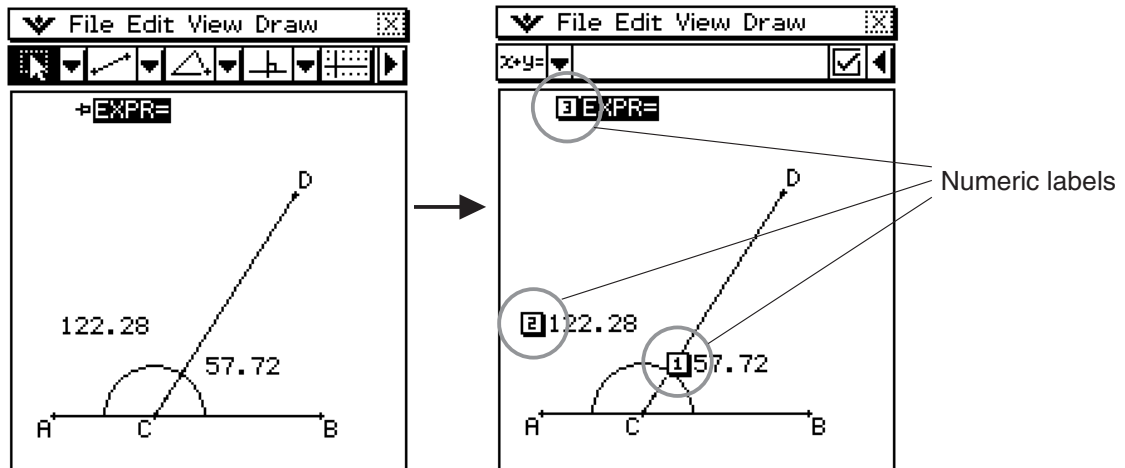 File Edit View Draw
EXPR=
D
122.28
57.72
A C B
File Edit View Draw
x+y=
3 EXPR=
D
Numeric labels
2 122.28
1 57.72
A C B